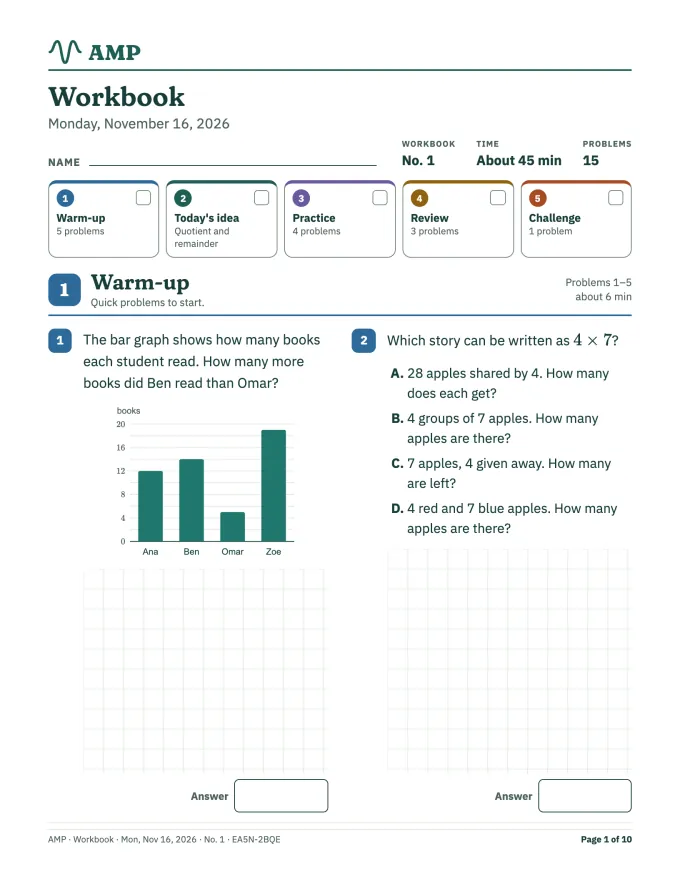 AMP
Workbook
Monday, November 16, 2026
NAME
WORKBOOK
No. 1
TIME
About 45 min
PROBLEMS
15
1
Warm-up
5 problems
2
Today's idea
Quotient and
remainder
3
Practice
4 problems
4
Review
3 problems
5
Challenge
1 problem
1
Warm-up
Quick problems to start.
Problems 1–5
about 6 min
1
The bar graph shows how many books
each student read. How many more
books did Ben read than Omar?
books
20
16
12
8
4
0
Ana Ben Omar Zoe
Answer
2
Which story can be written as 4 × 7?
A. 28 apples shared by 4. How many
does each get?
B. 4 groups of 7 apples. How many
apples are there?
C. 7 apples, 4 given away. How many
are left?
D. 4 red and 7 blue apples. How many
apples are there?
Answer
AMP · Workbook · Mon, Nov 16, 2026 · No. 1 · EA5N-2BQE
Page 1 of 10